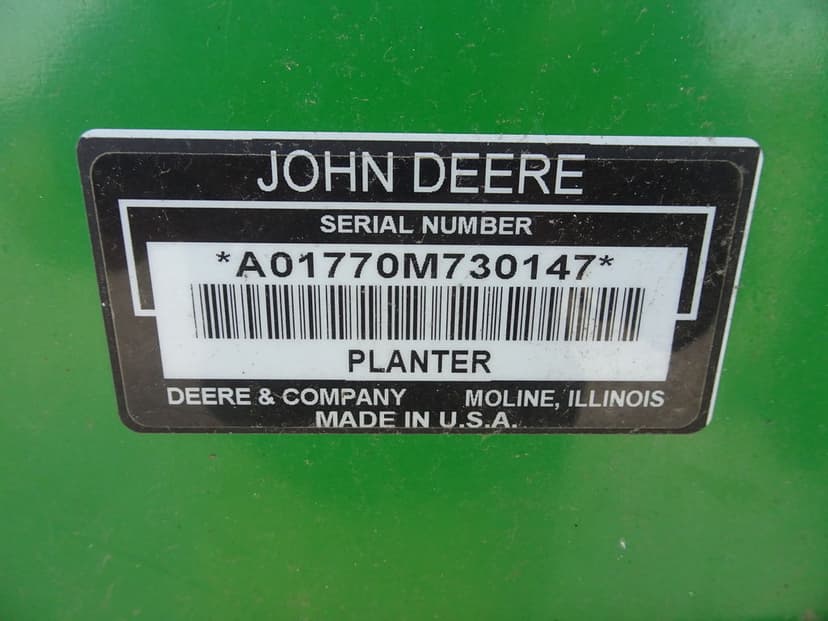 JOHN DEERE
SERIAL NUMBER
*A01770M730147*
PLANTER
DEERE & COMPANY MOLINE, ILLINOIS
MADE IN U.S.A.